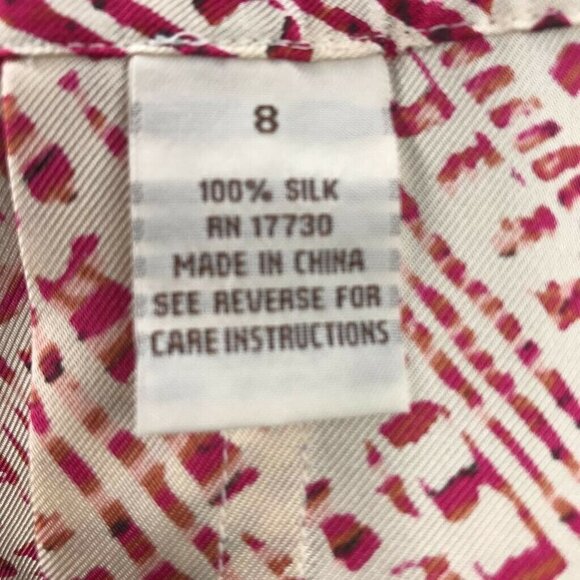 8
100% SILK
RN 17730
MADE IN CHINA
SEE REVERSE FOR
CARE INSTRUCTIONS